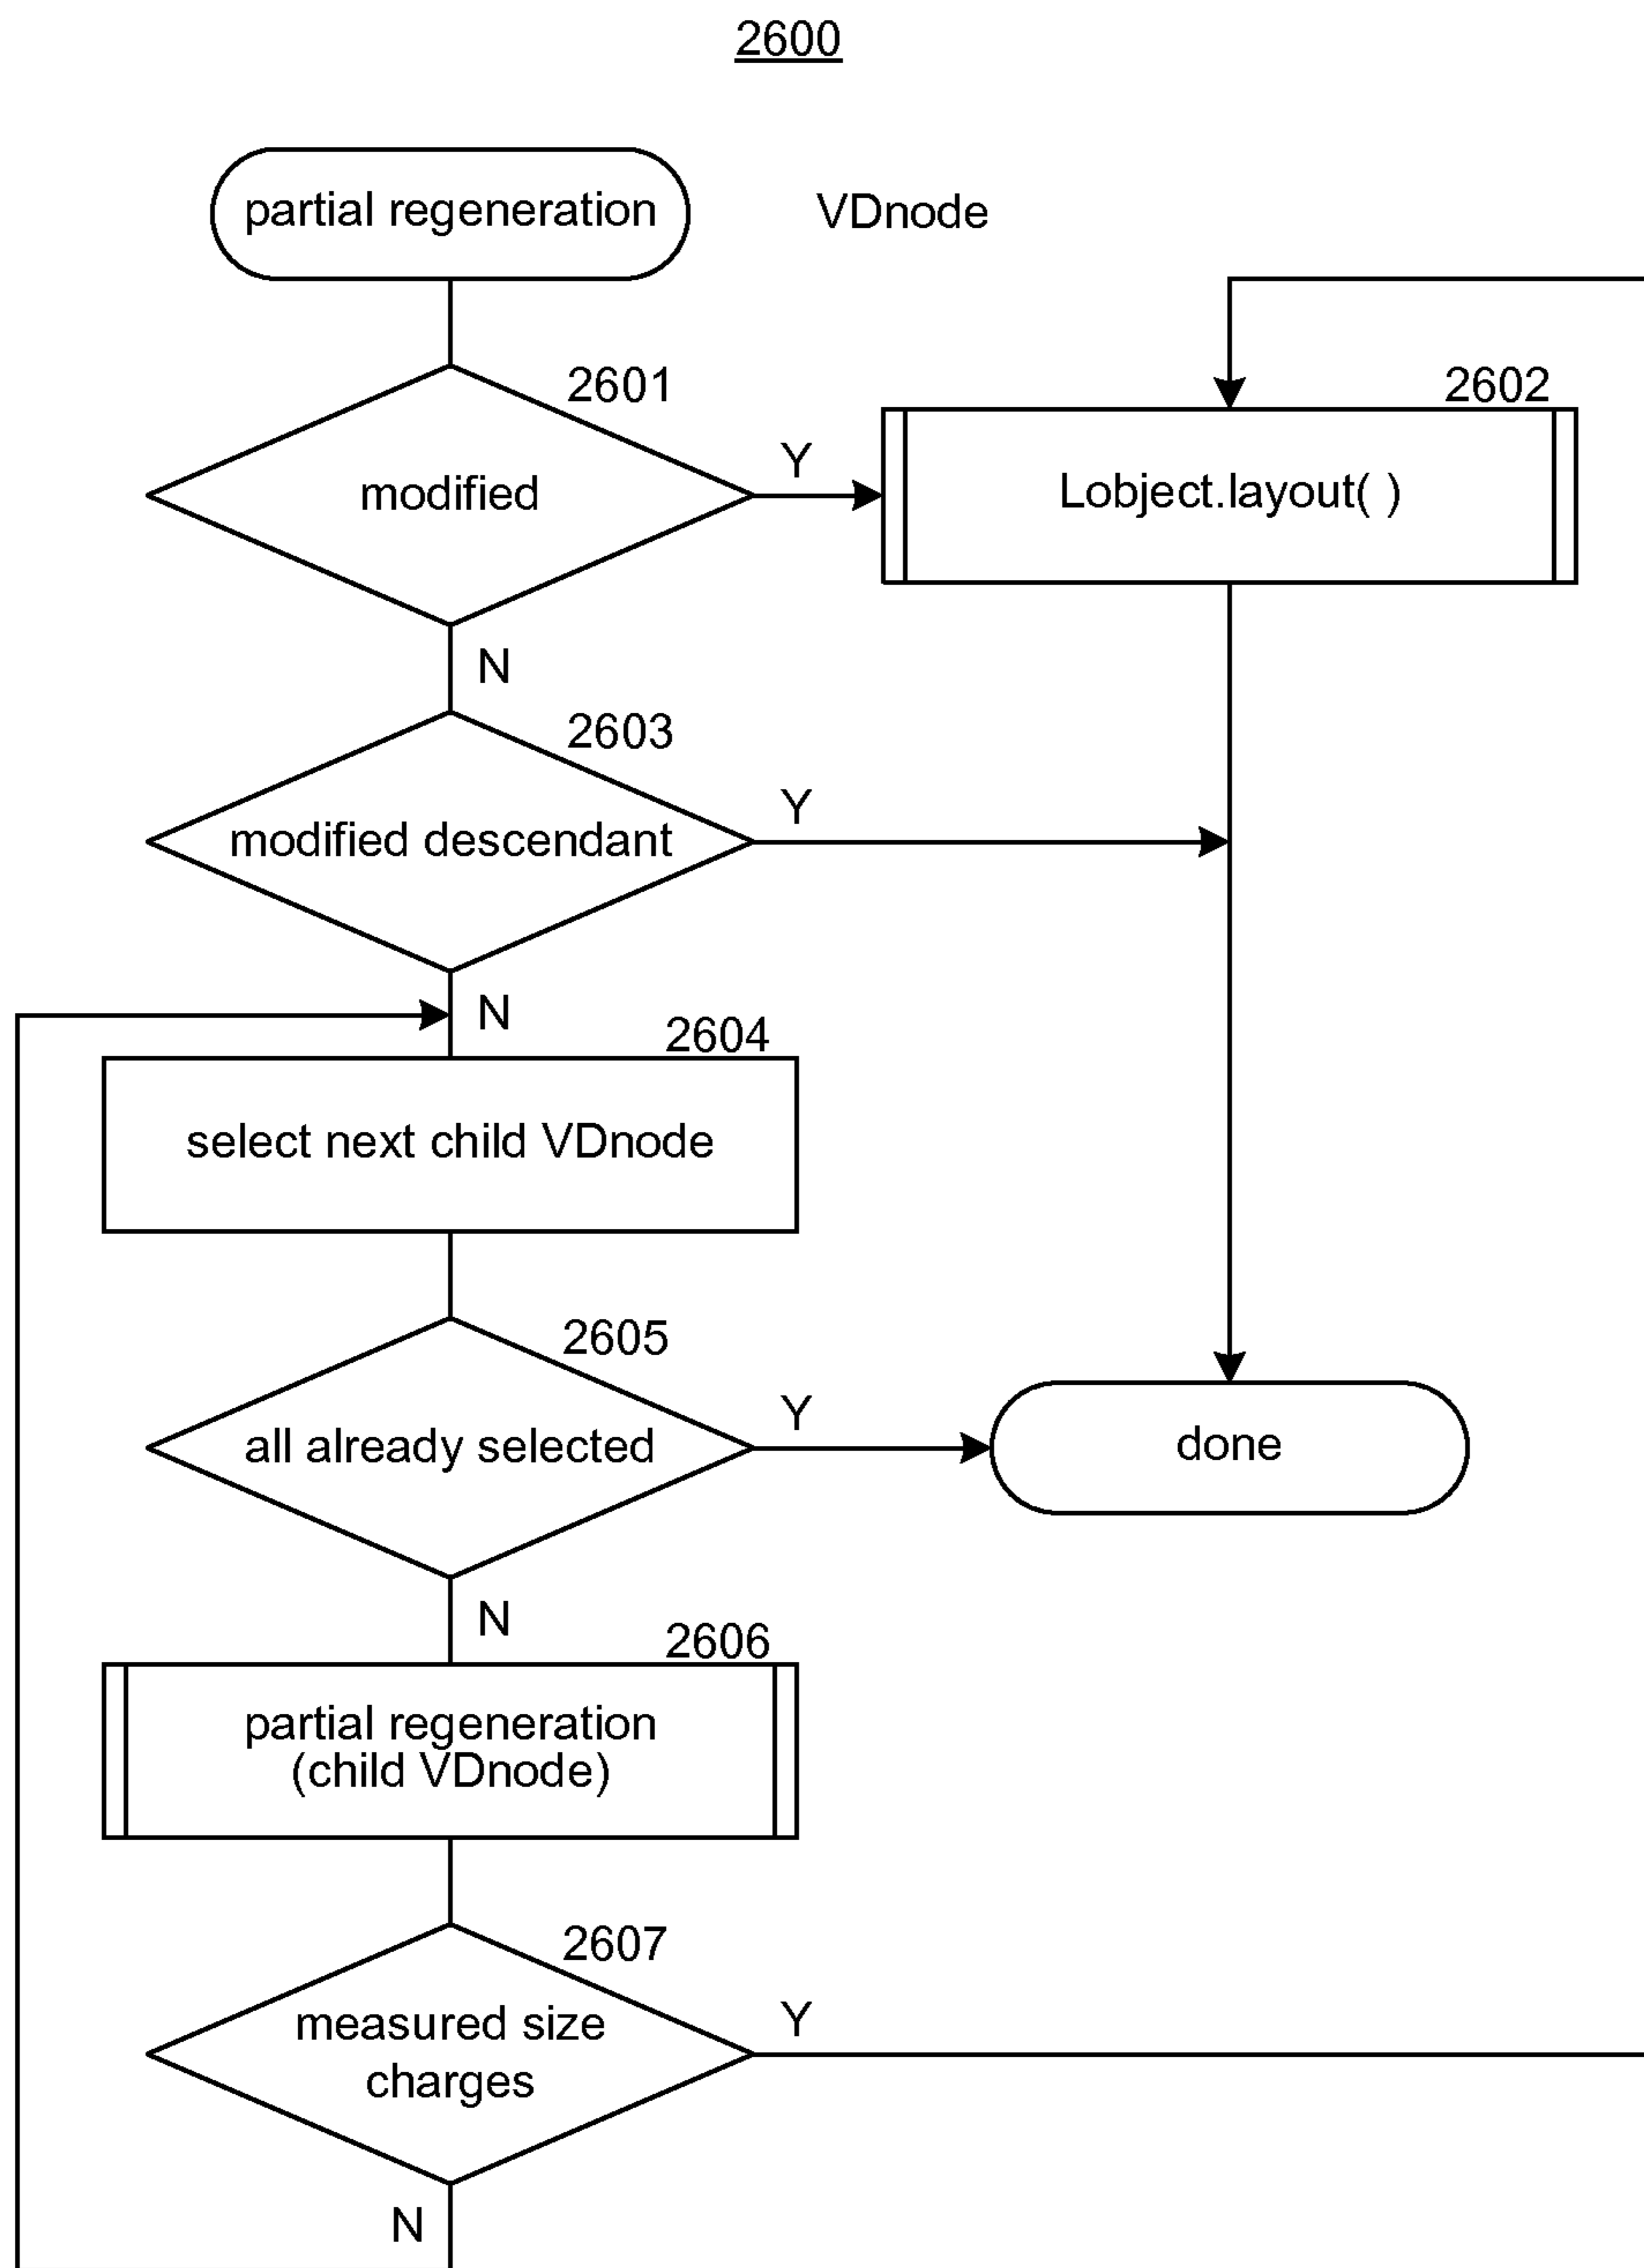 2600
partial regeneration
VDnode
2601
modified
Y
2602
Lobject.layout( )
N
2603
modified descendant
Y
N
2604
select next child VDnode
2605
all already selected
Y
done
N
2606
partial regeneration
(child VDnode)
2607
measured size
charges
Y
N